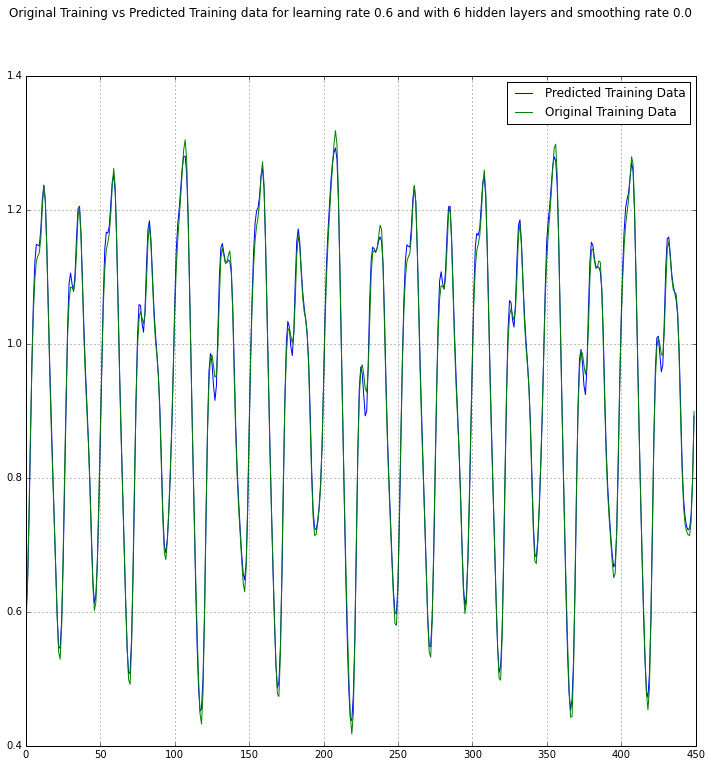 Original Training vs Predicted Training data for learning rate 0.6 and with 6 hidden layers and smoothing rate 0.0
1.4
Predicted Training Data
Original Training Data
1.2
1.0
0.8
0.6
0.4
0 50 100 150 200 250 300 350 400 450